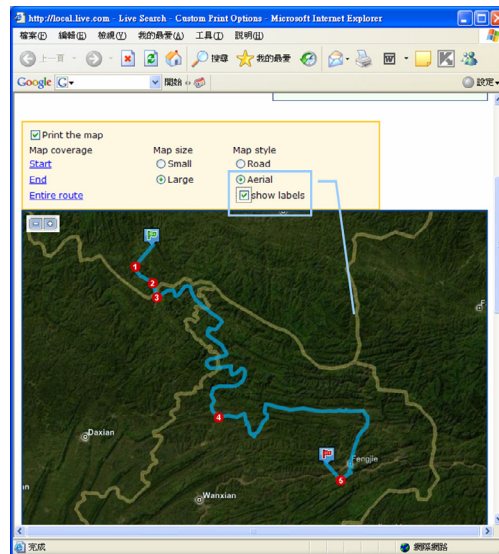 http://local.live.com - Live Search - Custom Print Options - Microsoft Internet Explorer
檔案(F) 編輯(E) 檢視(V) 我的最愛(A) 工具(T) 說明(H)
上一頁 搜尋 我的最愛
Google G 開始 設定
Print the map
Map coverage Map size Map style
Start Small Road
End Large Aerial
Entire route show labels
1
2
3
4
Daxian
Fengjie
5
Wanxian
完成 網際網路